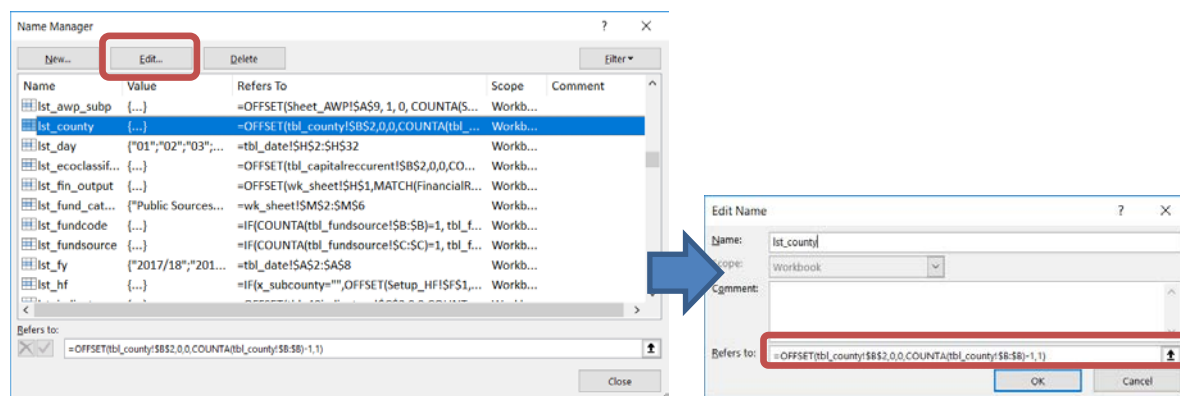 Name Manager ? ×
New... Edit... Delete Filter
Name Value Refers To Scope Comment
lst_awp_subp {...} =OFFSET(Sheet_AWP!$A$9, 1, 0, COUNTA(S... Workb...
lst_county {...} =OFFSET(tbl_county!$B$2,0,0,COUNTA(tbl_... Workb...
lst_day {"01";"02";"03";... =tbl_date!$H$2:$H$32 Workb...
lst_ecoclassif... {...} =OFFSET(tbl_capitalreccurent!$B$2,0,0,CO... Workb...
lst_fin_output {...} =OFFSET(wk_sheet!$H$1,MATCH(FinancialR... Workb...
lst_fund_cat... {"Public Sources... =wk_sheet!$M$2:$M$6 Workb...
lst_fundcode {...} =IF(COUNTA(tbl_fundsource!$B:$B)=1, tbl_f... Workb...
lst_fundsource {...} =IF(COUNTA(tbl_fundsource!$C:$C)=1, tbl_f... Workb...
lst_fy {"2017/18";"201... =tbl_date!$A$2:$A$8 Workb...
lst_hf {...} =IF(x_subcounty="",OFFSET(Setup_HF!$F$1,... Workb...
Refers to:
=OFFSET(tbl_county!$B$2,0,0,COUNTA(tbl_county!$B:$B)-1,1)
Close
Edit Name ? ×
Name: lst_county
Scope: Workbook
Comment:
Refers to: =OFFSET(tbl_county!$B$2,0,0,COUNTA(tbl_county!$B:$B)-1,1)
OK Cancel